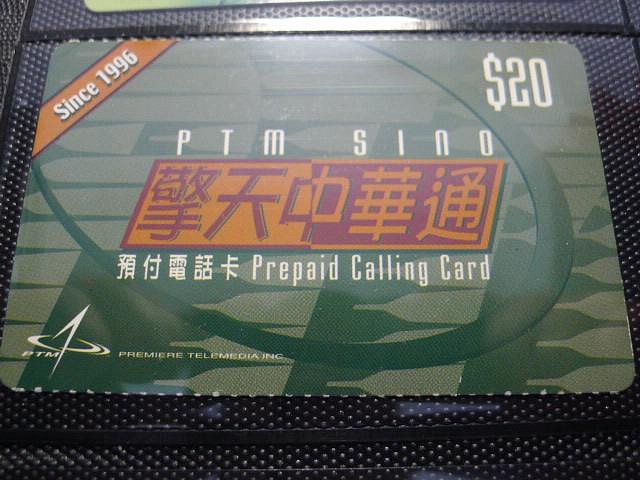 Since 1996
$20
PTM SINO
擎天中華通
預付電話卡 Prepaid Calling Card
PTM
PREMIERE TELEMEDIA INC.